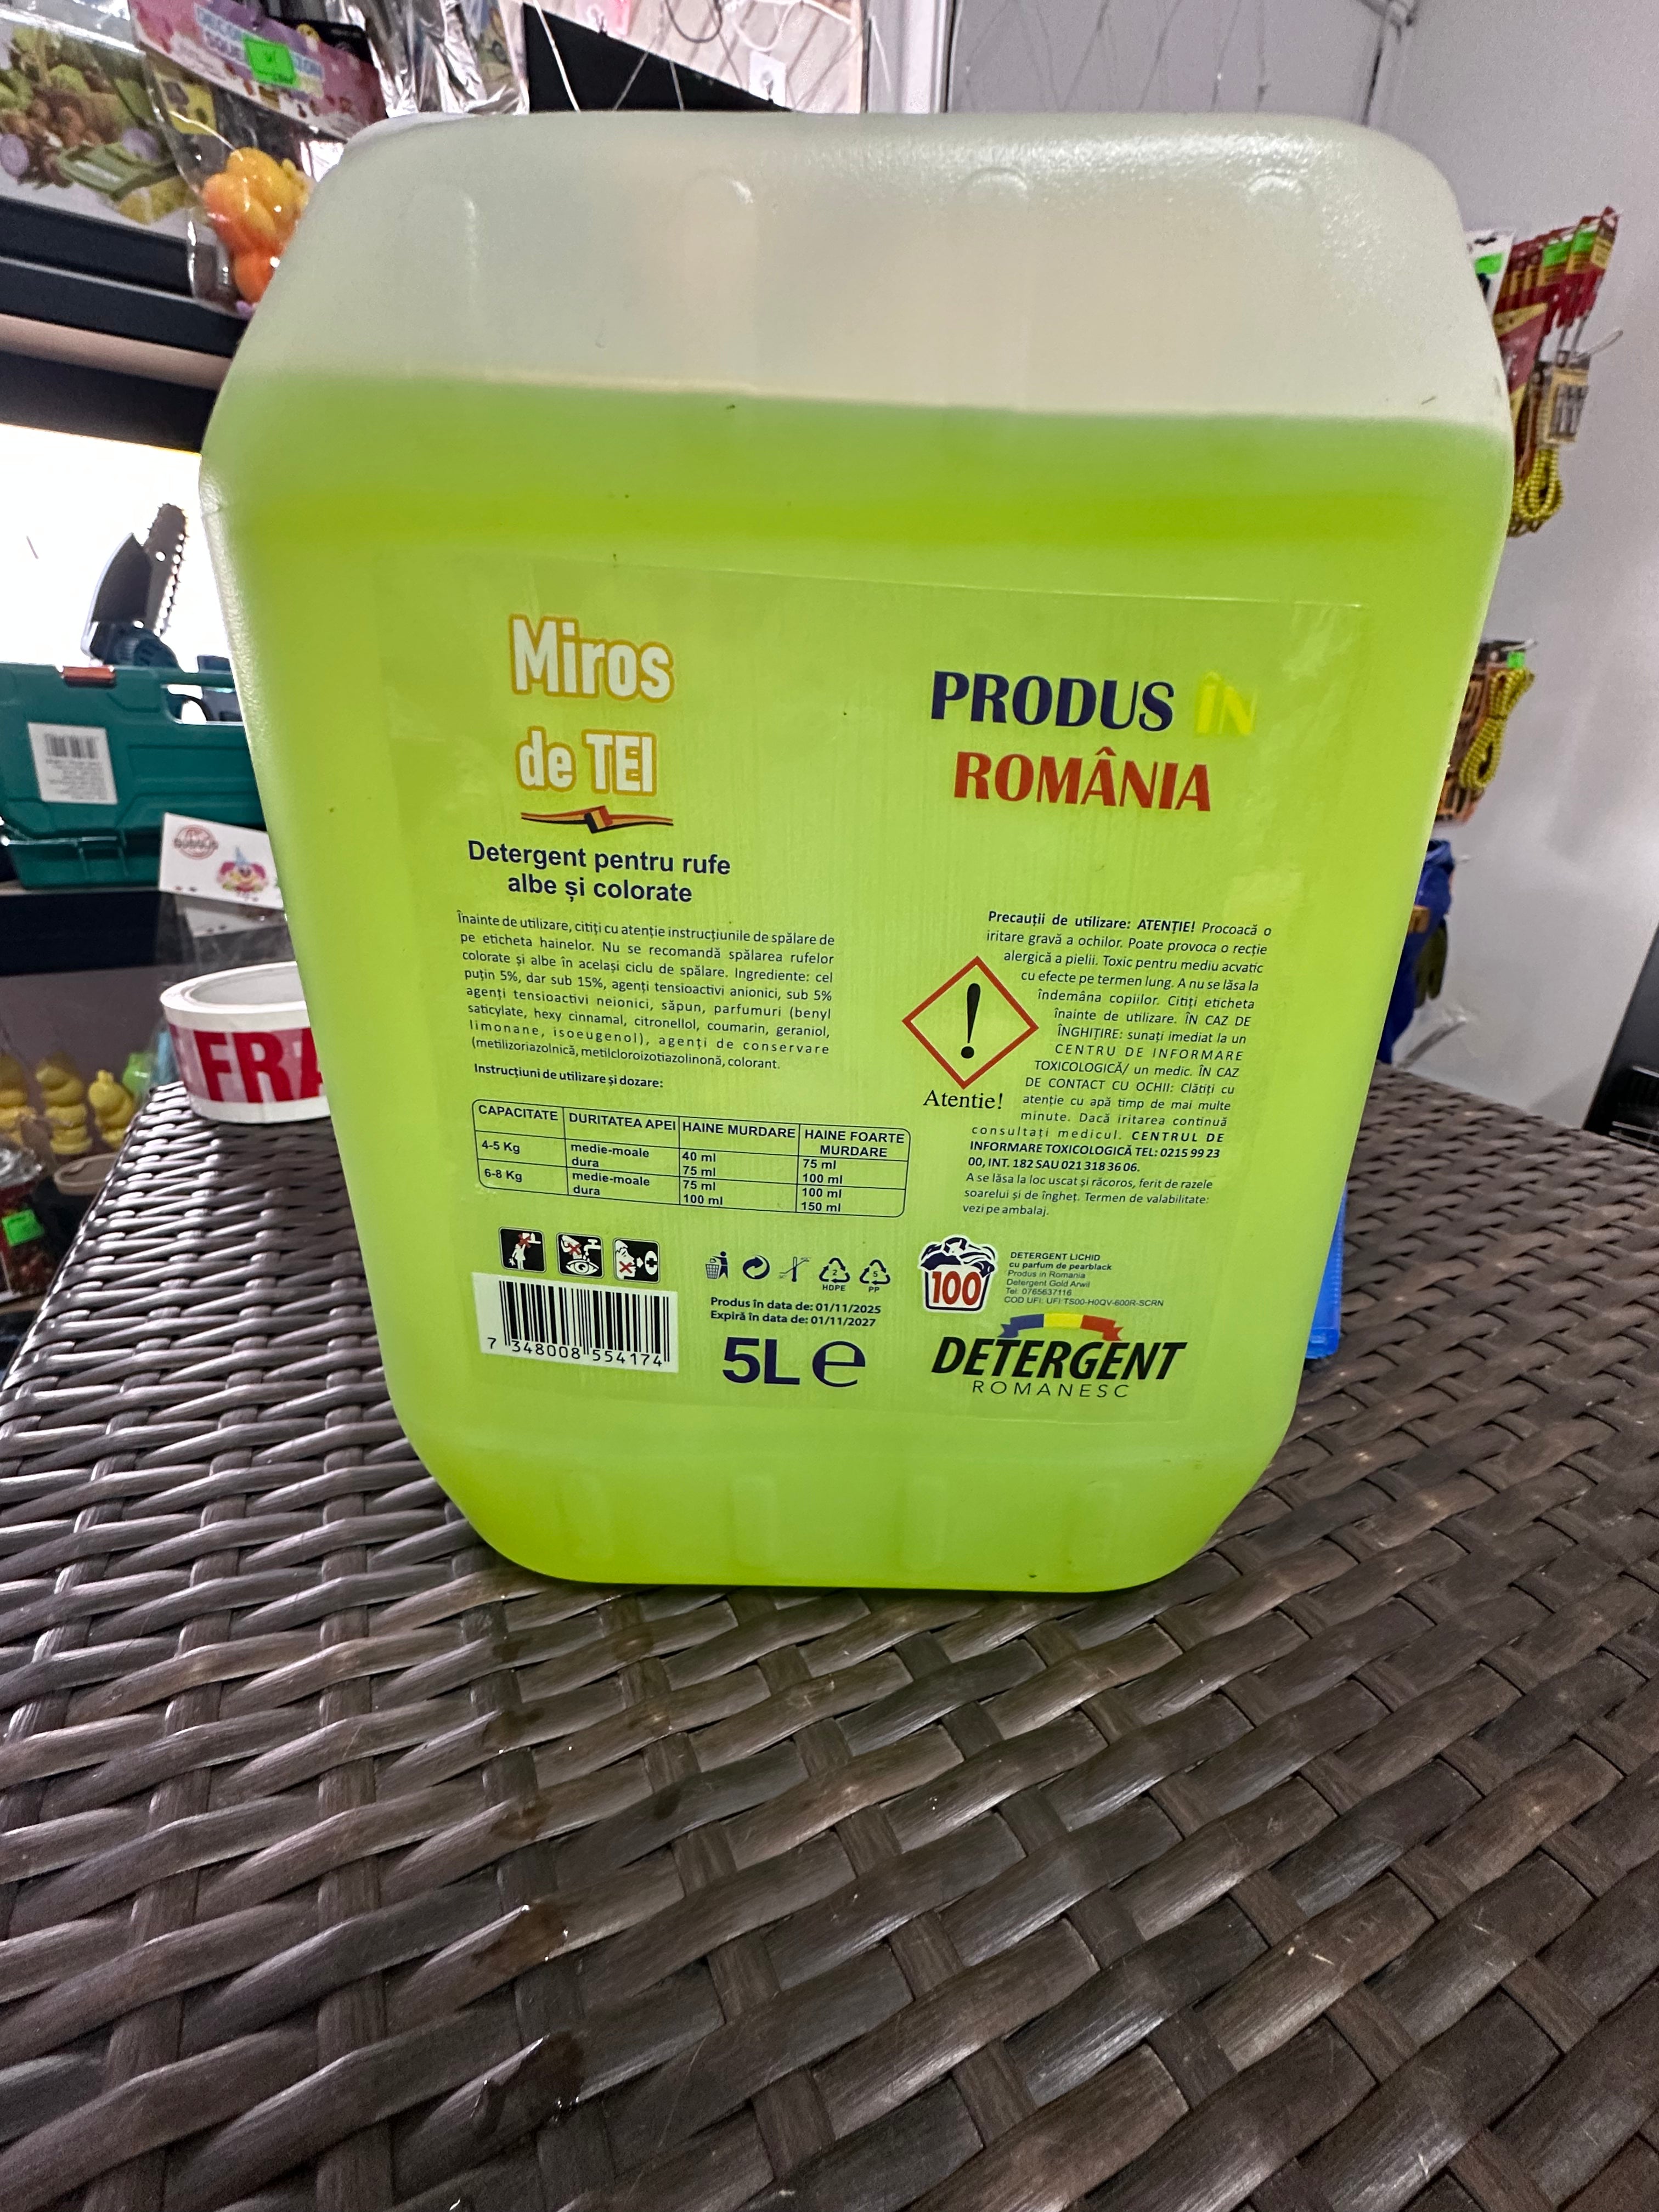 Miros
de TEI
Detergent pentru rufe
albe și colorate
Înainte de utilizare, citiți cu atenție instrucțiunile de spălare de
pe eticheta hainelor. Nu se recomandă spălarea rufelor
colorate și albe în același ciclu de spălare. Ingrediente: cel
puțin 5%, dar sub 15%, agenți tensioactivi anionici, sub 5%
agenți tensioactivi neionici, săpun, parfumuri (benyl
saticylate, hexy cinnamal, citronellol, coumarin, geraniol,
limonane, isoeugenol), agenți de conservare
(metilizoriazolnică, metilcloroizotiazolinonă, colorant.
Instrucțiuni de utilizare și dozare:
CAPACITATE DURITATEA APEI HAINE MURDARE HAINE FOARTE
MURDARE
4-5 Kg medie-moale 40 ml 75 ml
dura 75 ml 100 ml
6-8 Kg medie-moale 75 ml 100 ml
dura 100 ml 150 ml
2 5
HDPE PP
7 348008 554174
Produs în data de: 01/11/2025
Expiră în data de: 01/11/2027
5L e
PRODUS ÎN
ROMÂNIA
Precauții de utilizare: ATENȚIE! Procoacă o
iritare gravă a ochilor. Poate provoca o recție
alergică a pielii. Toxic pentru mediu acvatic
cu efecte pe termen lung. A nu se lăsa la
îndemâna copiilor. Citiți eticheta
înainte de utilizare. ÎN CAZ DE
ÎNGHIȚIRE: sunați imediat la un
CENTRU DE INFORMARE
TOXICOLOGICĂ/ un medic. ÎN CAZ
DE CONTACT CU OCHII: Clătiți cu
atenție cu apă timp de mai multe
minute. Dacă iritarea continuă
consultați medicul. CENTRUL DE
INFORMARE TOXICOLOGICĂ TEL: 0215 99 23
00, INT. 182 SAU 021 318 36 06.
A se lăsa la loc uscat și răcoros, ferit de razele
soarelui și de îngheț. Termen de valabilitate:
vezi pe ambalaj.
Atentie!
100
DETERGENT LICHID
cu parfum de pearblack
Produs in Romania
Detergent Gold Arwil
Tel: 0765637116
COD UFI: UFI:TS00-H0QV-600R-SCRN
DETERGENT
ROMANESC
FRA